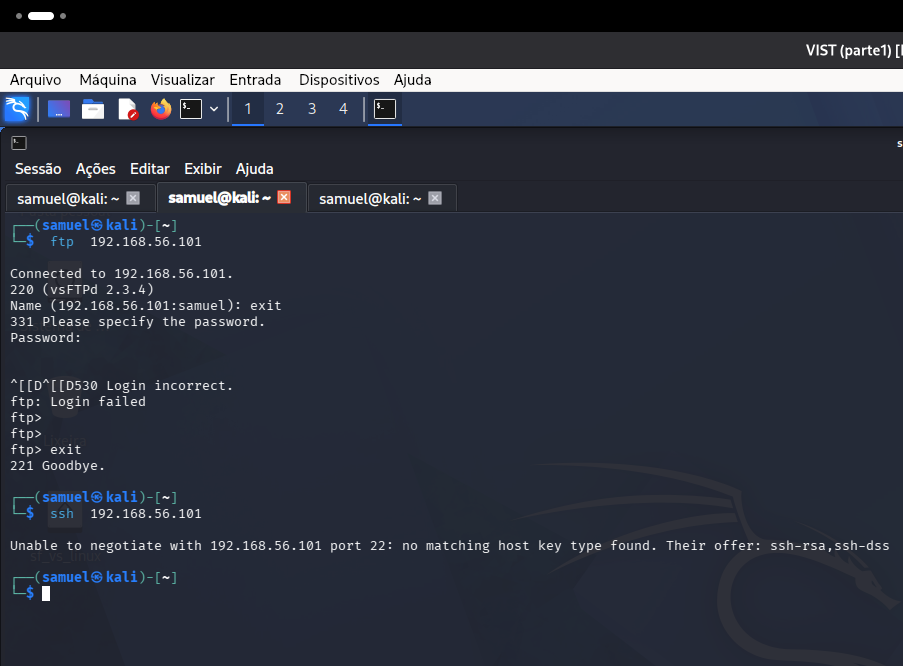 VIST (parte1) [
Arquivo Máquina Visualizar Entrada Dispositivos Ajuda
1 2 3 4
s
Sessão Ações Editar Exibir Ajuda
samuel@kali: ~ samuel@kali: ~ samuel@kali: ~
┌──(samuel㉿kali)-[~]
└─$ ftp 192.168.56.101
Connected to 192.168.56.101.
220 (vsFTPd 2.3.4)
Name (192.168.56.101:samuel): exit
331 Please specify the password.
Password:
^[[D^[[D530 Login incorrect.
ftp: Login failed
ftp>
ftp>
ftp> exit
221 Goodbye.
┌──(samuel㉿kali)-[~]
└─$ ssh 192.168.56.101
Unable to negotiate with 192.168.56.101 port 22: no matching host key type found. Their offer: ssh-rsa,ssh-dss
┌──(samuel㉿kali)-[~]
└─$